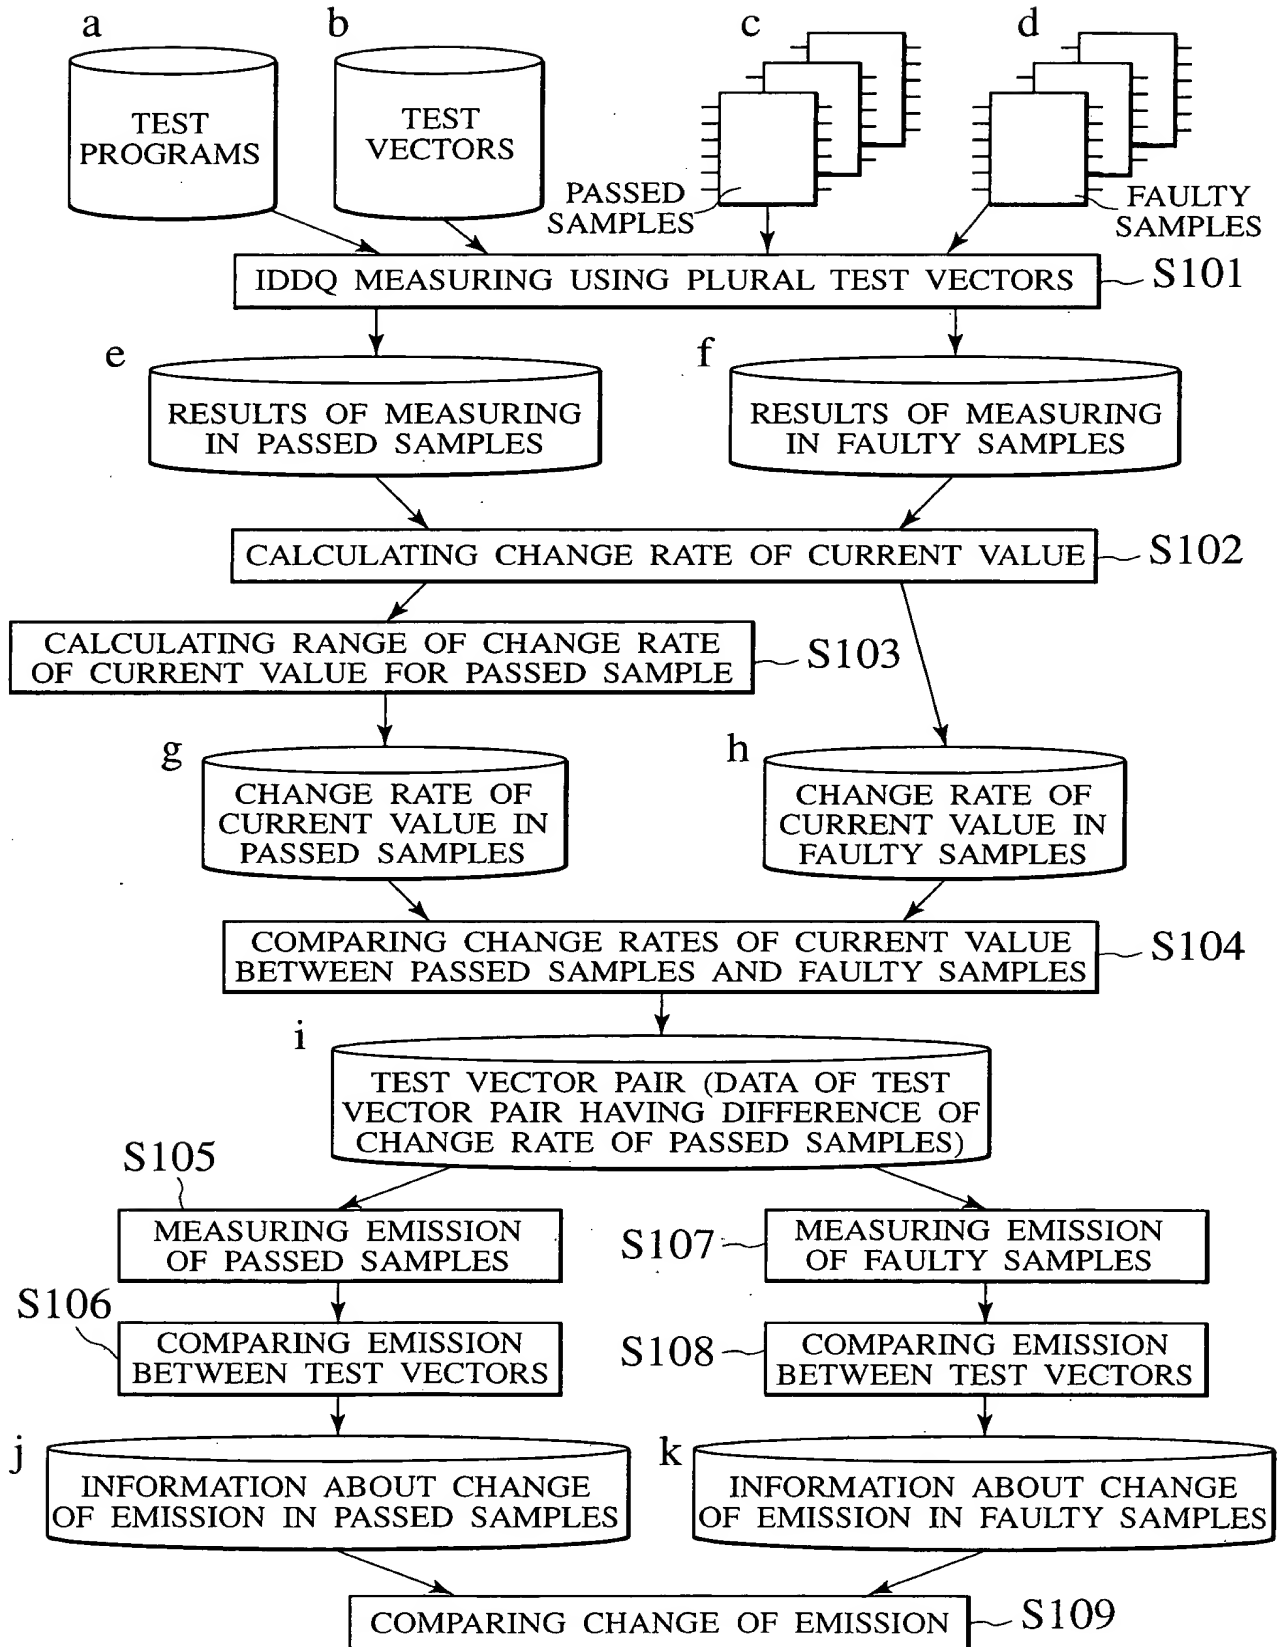 a
b
c
d
TEST
PROGRAMS
TEST
VECTORS
PASSED
SAMPLES
FAULTY
SAMPLES
IDDQ MEASURING USING PLURAL TEST VECTORS
S101
e
f
RESULTS OF MEASURING
IN PASSED SAMPLES
RESULTS OF MEASURING
IN FAULTY SAMPLES
CALCULATING CHANGE RATE OF CURRENT VALUE
S102
CALCULATING RANGE OF CHANGE RATE
OF CURRENT VALUE FOR PASSED SAMPLE
S103
g
h
CHANGE RATE OF
CURRENT VALUE IN
PASSED SAMPLES
CHANGE RATE OF
CURRENT VALUE IN
FAULTY SAMPLES
COMPARING CHANGE RATES OF CURRENT VALUE
BETWEEN PASSED SAMPLES AND FAULTY SAMPLES
S104
i
TEST VECTOR PAIR (DATA OF TEST
VECTOR PAIR HAVING DIFFERENCE OF
CHANGE RATE OF PASSED SAMPLES)
S105
MEASURING EMISSION
OF PASSED SAMPLES
S107
MEASURING EMISSION
OF FAULTY SAMPLES
S106
COMPARING EMISSION
BETWEEN TEST VECTORS
S108
COMPARING EMISSION
BETWEEN TEST VECTORS
j
k
INFORMATION ABOUT CHANGE
OF EMISSION IN PASSED SAMPLES
INFORMATION ABOUT CHANGE
OF EMISSION IN FAULTY SAMPLES
COMPARING CHANGE OF EMISSION
S109